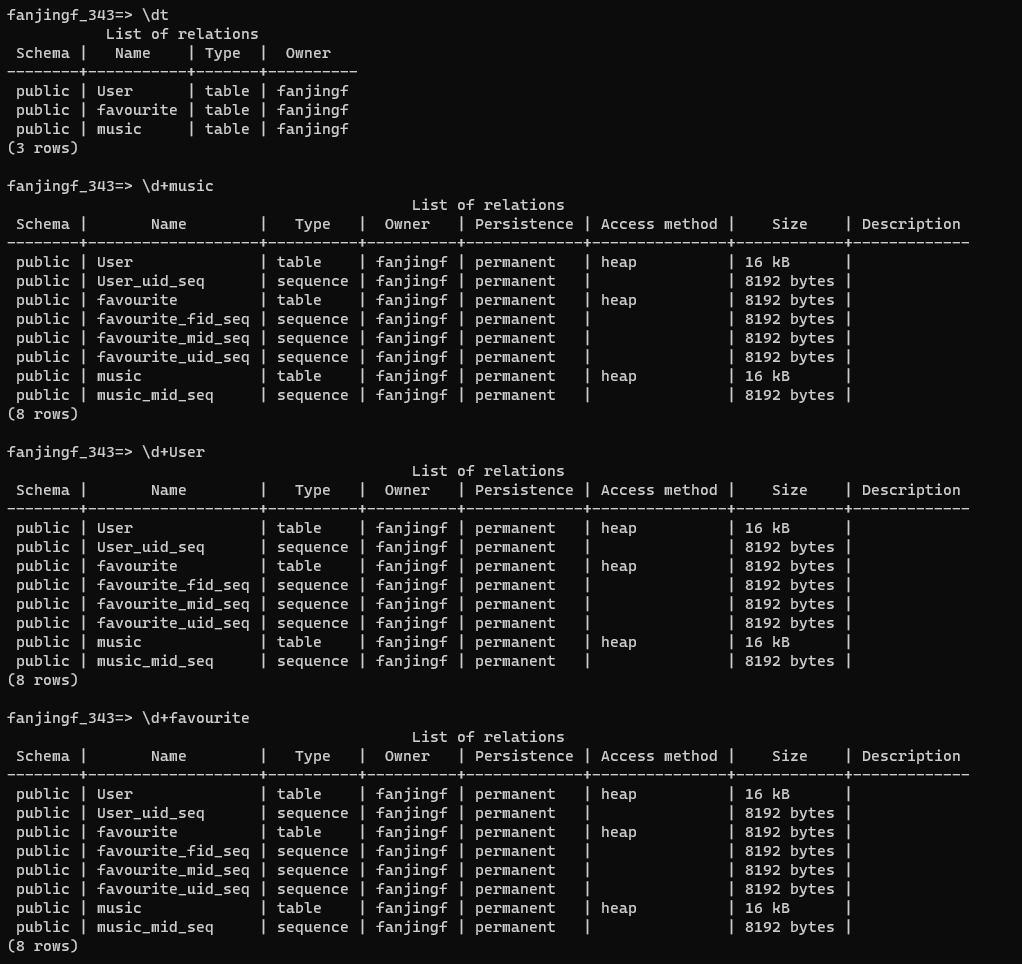 fanjingf_343=> \dt
           List of relations
 Schema |   Name    | Type  |  Owner
--------+-----------+-------+----------
 public | User      | table | fanjingf
 public | favourite | table | fanjingf
 public | music     | table | fanjingf
(3 rows)

fanjingf_343=> \d+music
                                             List of relations
 Schema |       Name        |   Type   |  Owner   | Persistence | Access method |    Size    | Description
--------+-------------------+----------+----------+-------------+---------------+------------+-------------
 public | User              | table    | fanjingf | permanent   | heap          | 16 kB      |
 public | User_uid_seq      | sequence | fanjingf | permanent   |               | 8192 bytes |
 public | favourite         | table    | fanjingf | permanent   | heap          | 8192 bytes |
 public | favourite_fid_seq | sequence | fanjingf | permanent   |               | 8192 bytes |
 public | favourite_mid_seq | sequence | fanjingf | permanent   |               | 8192 bytes |
 public | favourite_uid_seq | sequence | fanjingf | permanent   |               | 8192 bytes |
 public | music             | table    | fanjingf | permanent   | heap          | 16 kB      |
 public | music_mid_seq     | sequence | fanjingf | permanent   |               | 8192 bytes |
(8 rows)

fanjingf_343=> \d+User
                                             List of relations
 Schema |       Name        |   Type   |  Owner   | Persistence | Access method |    Size    | Description
--------+-------------------+----------+----------+-------------+---------------+------------+-------------
 public | User              | table    | fanjingf | permanent   | heap          | 16 kB      |
 public | User_uid_seq      | sequence | fanjingf | permanent   |               | 8192 bytes |
 public | favourite         | table    | fanjingf | permanent   | heap          | 8192 bytes |
 public | favourite_fid_seq | sequence | fanjingf | permanent   |               | 8192 bytes |
 public | favourite_mid_seq | sequence | fanjingf | permanent   |               | 8192 bytes |
 public | favourite_uid_seq | sequence | fanjingf | permanent   |               | 8192 bytes |
 public | music             | table    | fanjingf | permanent   | heap          | 16 kB      |
 public | music_mid_seq     | sequence | fanjingf | permanent   |               | 8192 bytes |
(8 rows)

fanjingf_343=> \d+favourite
                                             List of relations
 Schema |       Name        |   Type   |  Owner   | Persistence | Access method |    Size    | Description
--------+-------------------+----------+----------+-------------+---------------+------------+-------------
 public | User              | table    | fanjingf | permanent   | heap          | 16 kB      |
 public | User_uid_seq      | sequence | fanjingf | permanent   |               | 8192 bytes |
 public | favourite         | table    | fanjingf | permanent   | heap          | 8192 bytes |
 public | favourite_fid_seq | sequence | fanjingf | permanent   |               | 8192 bytes |
 public | favourite_mid_seq | sequence | fanjingf | permanent   |               | 8192 bytes |
 public | favourite_uid_seq | sequence | fanjingf | permanent   |               | 8192 bytes |
 public | music             | table    | fanjingf | permanent   | heap          | 16 kB      |
 public | music_mid_seq     | sequence | fanjingf | permanent   |               | 8192 bytes |
(8 rows)